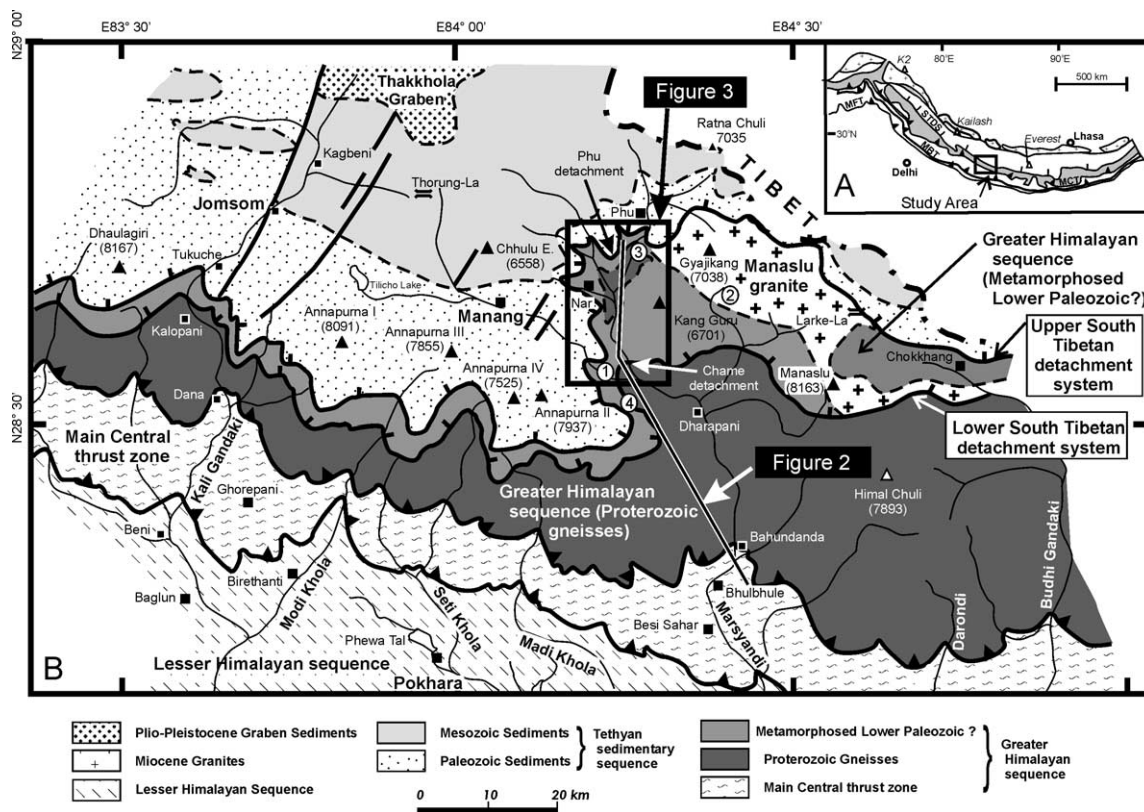 E83° 30'
E84° 00'
E84° 30'
N29° 00'
N28° 30'
Thakkhola
Graben
Figure 3
Ratna Chuli
7035
Phu
detachment
TIBET
Kagbeni
Thorung-La
Jomsom
Phu
Dhaulagiri
(8167)
Tukuche
Chhulu E.
(6558)
3
Gyajikang
(7038)
Manaslu
granite
Tilicho Lake
Nar
2
Manang
Annapurna I
(8091)
Annapurna III
(7855)
Kang Guru
(6701)
Larke-La
Kalopani
Chokkhang
Annapurna IV
(7525)
1
Chame
detachment
Manaslu
(8163)
Dana
4
Annapurna II
(7937)
Dharapani
Main Central
thrust zone
Kali Gandaki
Figure 2
Ghorepani
Greater Himalayan
sequence (Proterozoic
gneisses)
Himal Chuli
(7893)
Beni
Bahundanda
Birethanti
Bhulbhule
Baglun
Modi Khola
Seti Khola
Madi Khola
Besi Sahar
Marsyandi
Darondi
Budhi Gandaki
Phewa Tal
Lesser Himalayan sequence
Pokhara
B
80°E
90°E
K2
500 km
MFT
STDS
Kailash
30°N
MBT
Everest
Lhasa
Delhi
MCT
A
Study Area
Greater Himalayan
sequence
(Metamorphosed
Lower Paleozoic?)
Upper South
Tibetan
detachment
system
Lower South Tibetan
detachment system
Plio-Pleistocene Graben Sediments
Miocene Granites
Lesser Himalayan Sequence
Mesozoic Sediments
Paleozoic Sediments
Tethyan
sedimentary
sequence
0 10 20 km
Metamorphosed Lower Paleozoic ?
Proterozoic Gneisses
Main Central thrust zone
Greater
Himalayan
sequence